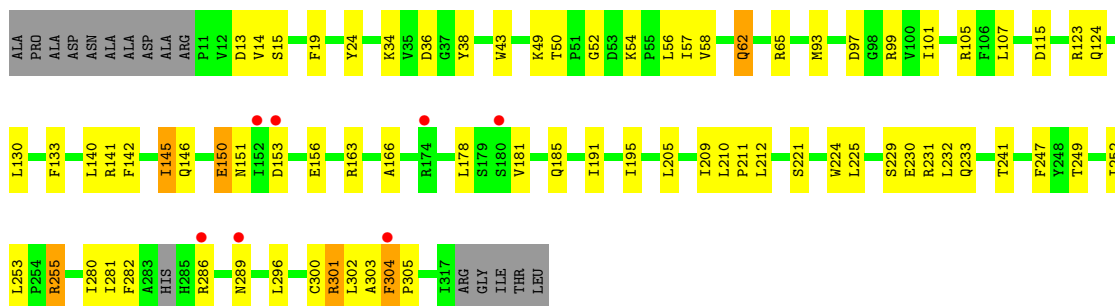 ALA PRO ALA ASP ASN ALA ALA ASP ALA ARG P11 V12 D13 V14 S15 F19 Y24 K34 V35 D36 G37 Y38 W43 K49 T50 P51 G52 D53 K54 P55 L56 I57 V58 Q62 R65 M93 D97 G98 R99 V100 I101 R105 F106 L107 D115 R123 Q124
L130 F133 L140 R141 F142 I145 Q146 E150 N151 I152 D153 E156 R163 A166 R174 L178 S179 S180 V181 Q185 I191 I195 L205 I209 L210 P211 L212 S221 W224 L225 S229 E230 R231 L232 Q233 T241 F247 Y248 T249
L253 P254 R255 I280 I281 F282 A283 HIS H285 R286 N289 L296 C300 R301 L302 A303 F304 P305 I317 ARG GLY ILE THR LEU